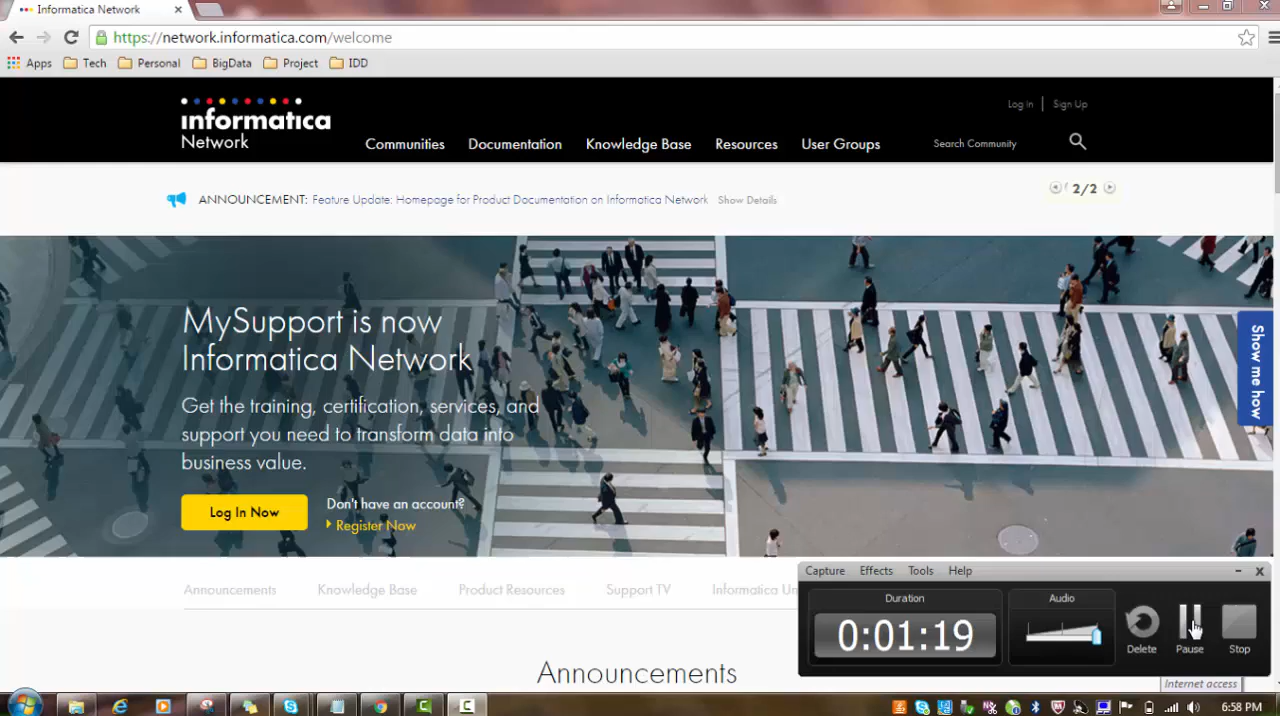 Informatica Network
https://network.informatica.com/welcome
Apps Tech Personal BigData Project IDD
informatica
Network
Log In | Sign Up
Communities Documentation Knowledge Base Resources User Groups Search Community
ANNOUNCEMENT: Feature Update: Homepage for Product Documentation on Informatica Network Show Details
2/2
MySupport is now
Informatica Network
Get the training, certification, services, and
support you need to transform data into
business value.
Log In Now
Don't have an account?
Register Now
Show me how
Announcements Knowledge Base Product Resources Support TV Informatica Un
Announcements
Capture Effects Tools Help
Duration
0:01:19
Audio
Delete Pause Stop
Internet access
6:58 PM